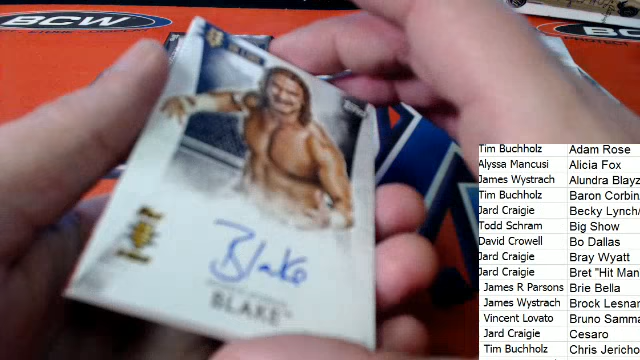 BCW
BCW
TOPPS
Blake
BLAKE
Tim Buchholz Adam Rose
Alyssa Mancusi Alicia Fox
James Wystrach Alundra Blayz
Tim Buchholz Baron Corbin
Jard Craigie Becky Lynch/
Todd Schram Big Show
David Crowell Bo Dallas
Jard Craigie Bray Wyatt
Jard Craigie Bret "Hit Man
James R Parsons Brie Bella
James Wystrach Brock Lesnar
Vincent Lovato Bruno Samma
Jard Craigie Cesaro
Tim Buchholz Chris Jericho